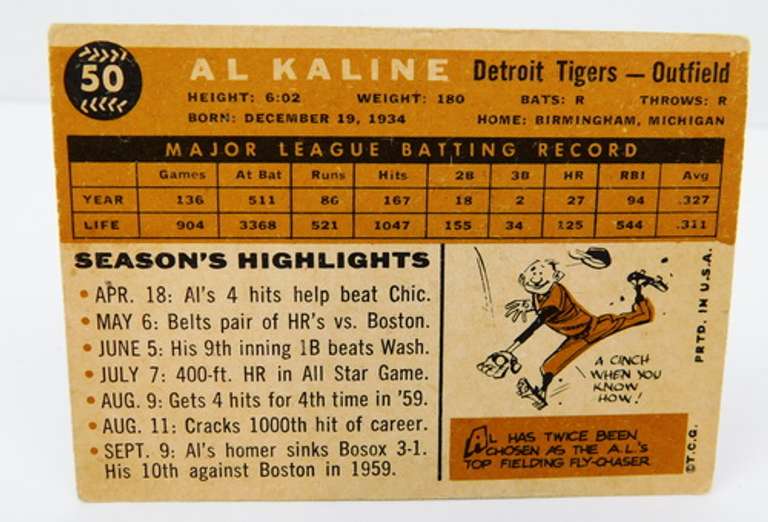 50
AL KALINE Detroit Tigers — Outfield
HEIGHT: 6:02 WEIGHT: 180 BATS: R THROWS: R
BORN: DECEMBER 19, 1934 HOME: BIRMINGHAM, MICHIGAN
MAJOR LEAGUE BATTING RECORD
Games At Bat Runs Hits 2B 3B HR RBI Avg
YEAR 136 511 86 167 18 2 27 94 .327
LIFE 904 3368 521 1047 155 34 125 544 .311
SEASON'S HIGHLIGHTS
• APR. 18: Al's 4 hits help beat Chic.
• MAY 6: Belts pair of HR's vs. Boston.
• JUNE 5: His 9th inning 1B beats Wash.
• JULY 7: 400-ft. HR in All Star Game.
• AUG. 9: Gets 4 hits for 4th time in '59.
• AUG. 11: Cracks 1000th hit of career.
• SEPT. 9: Al's homer sinks Bosox 3-1.
His 10th against Boston in 1959.
A CINCH
WHEN YOU
KNOW
HOW!
AL HAS TWICE BEEN
CHOSEN AS THE A.L.'S
TOP FIELDING FLY-CHASER
PRTD. IN U.S.A.
©T.C.G.